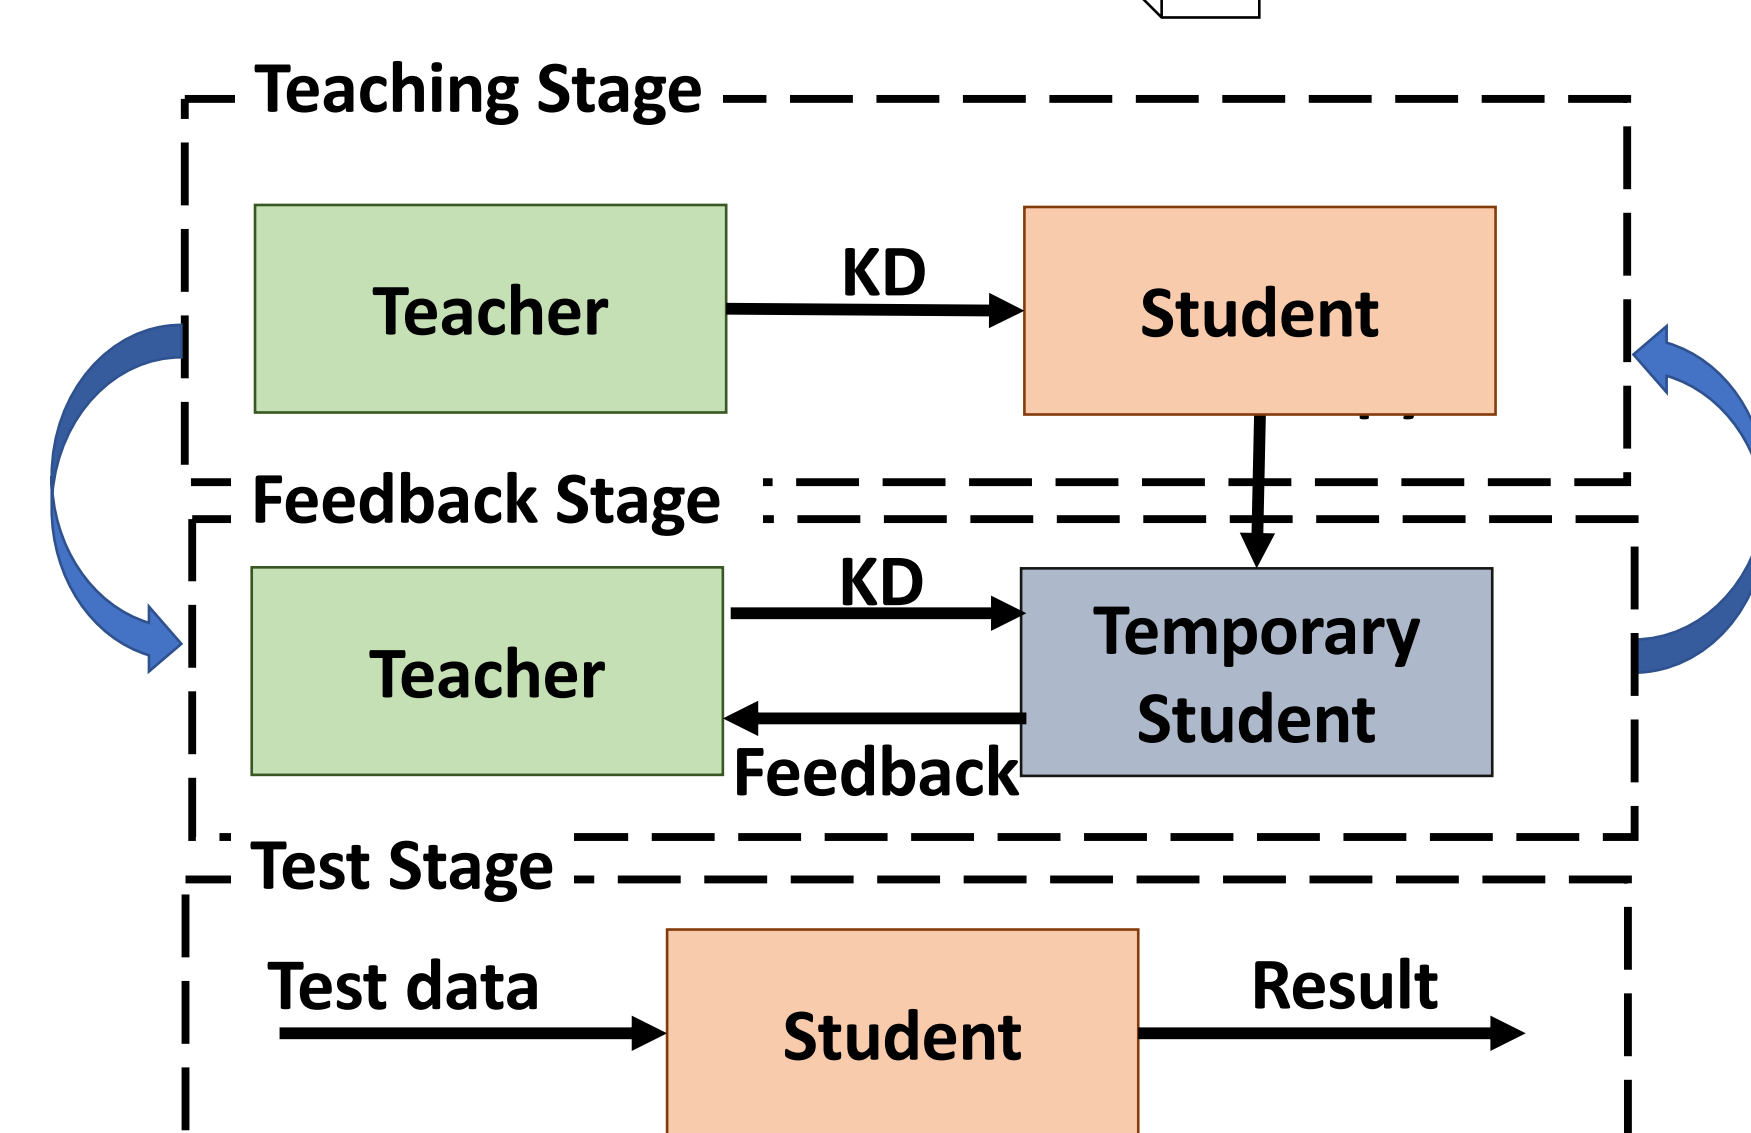 Teaching Stage
Teacher
KD
Student
Feedback Stage
Teacher
KD
Feedback
Temporary
Student
Test Stage
Test data
Student
Result